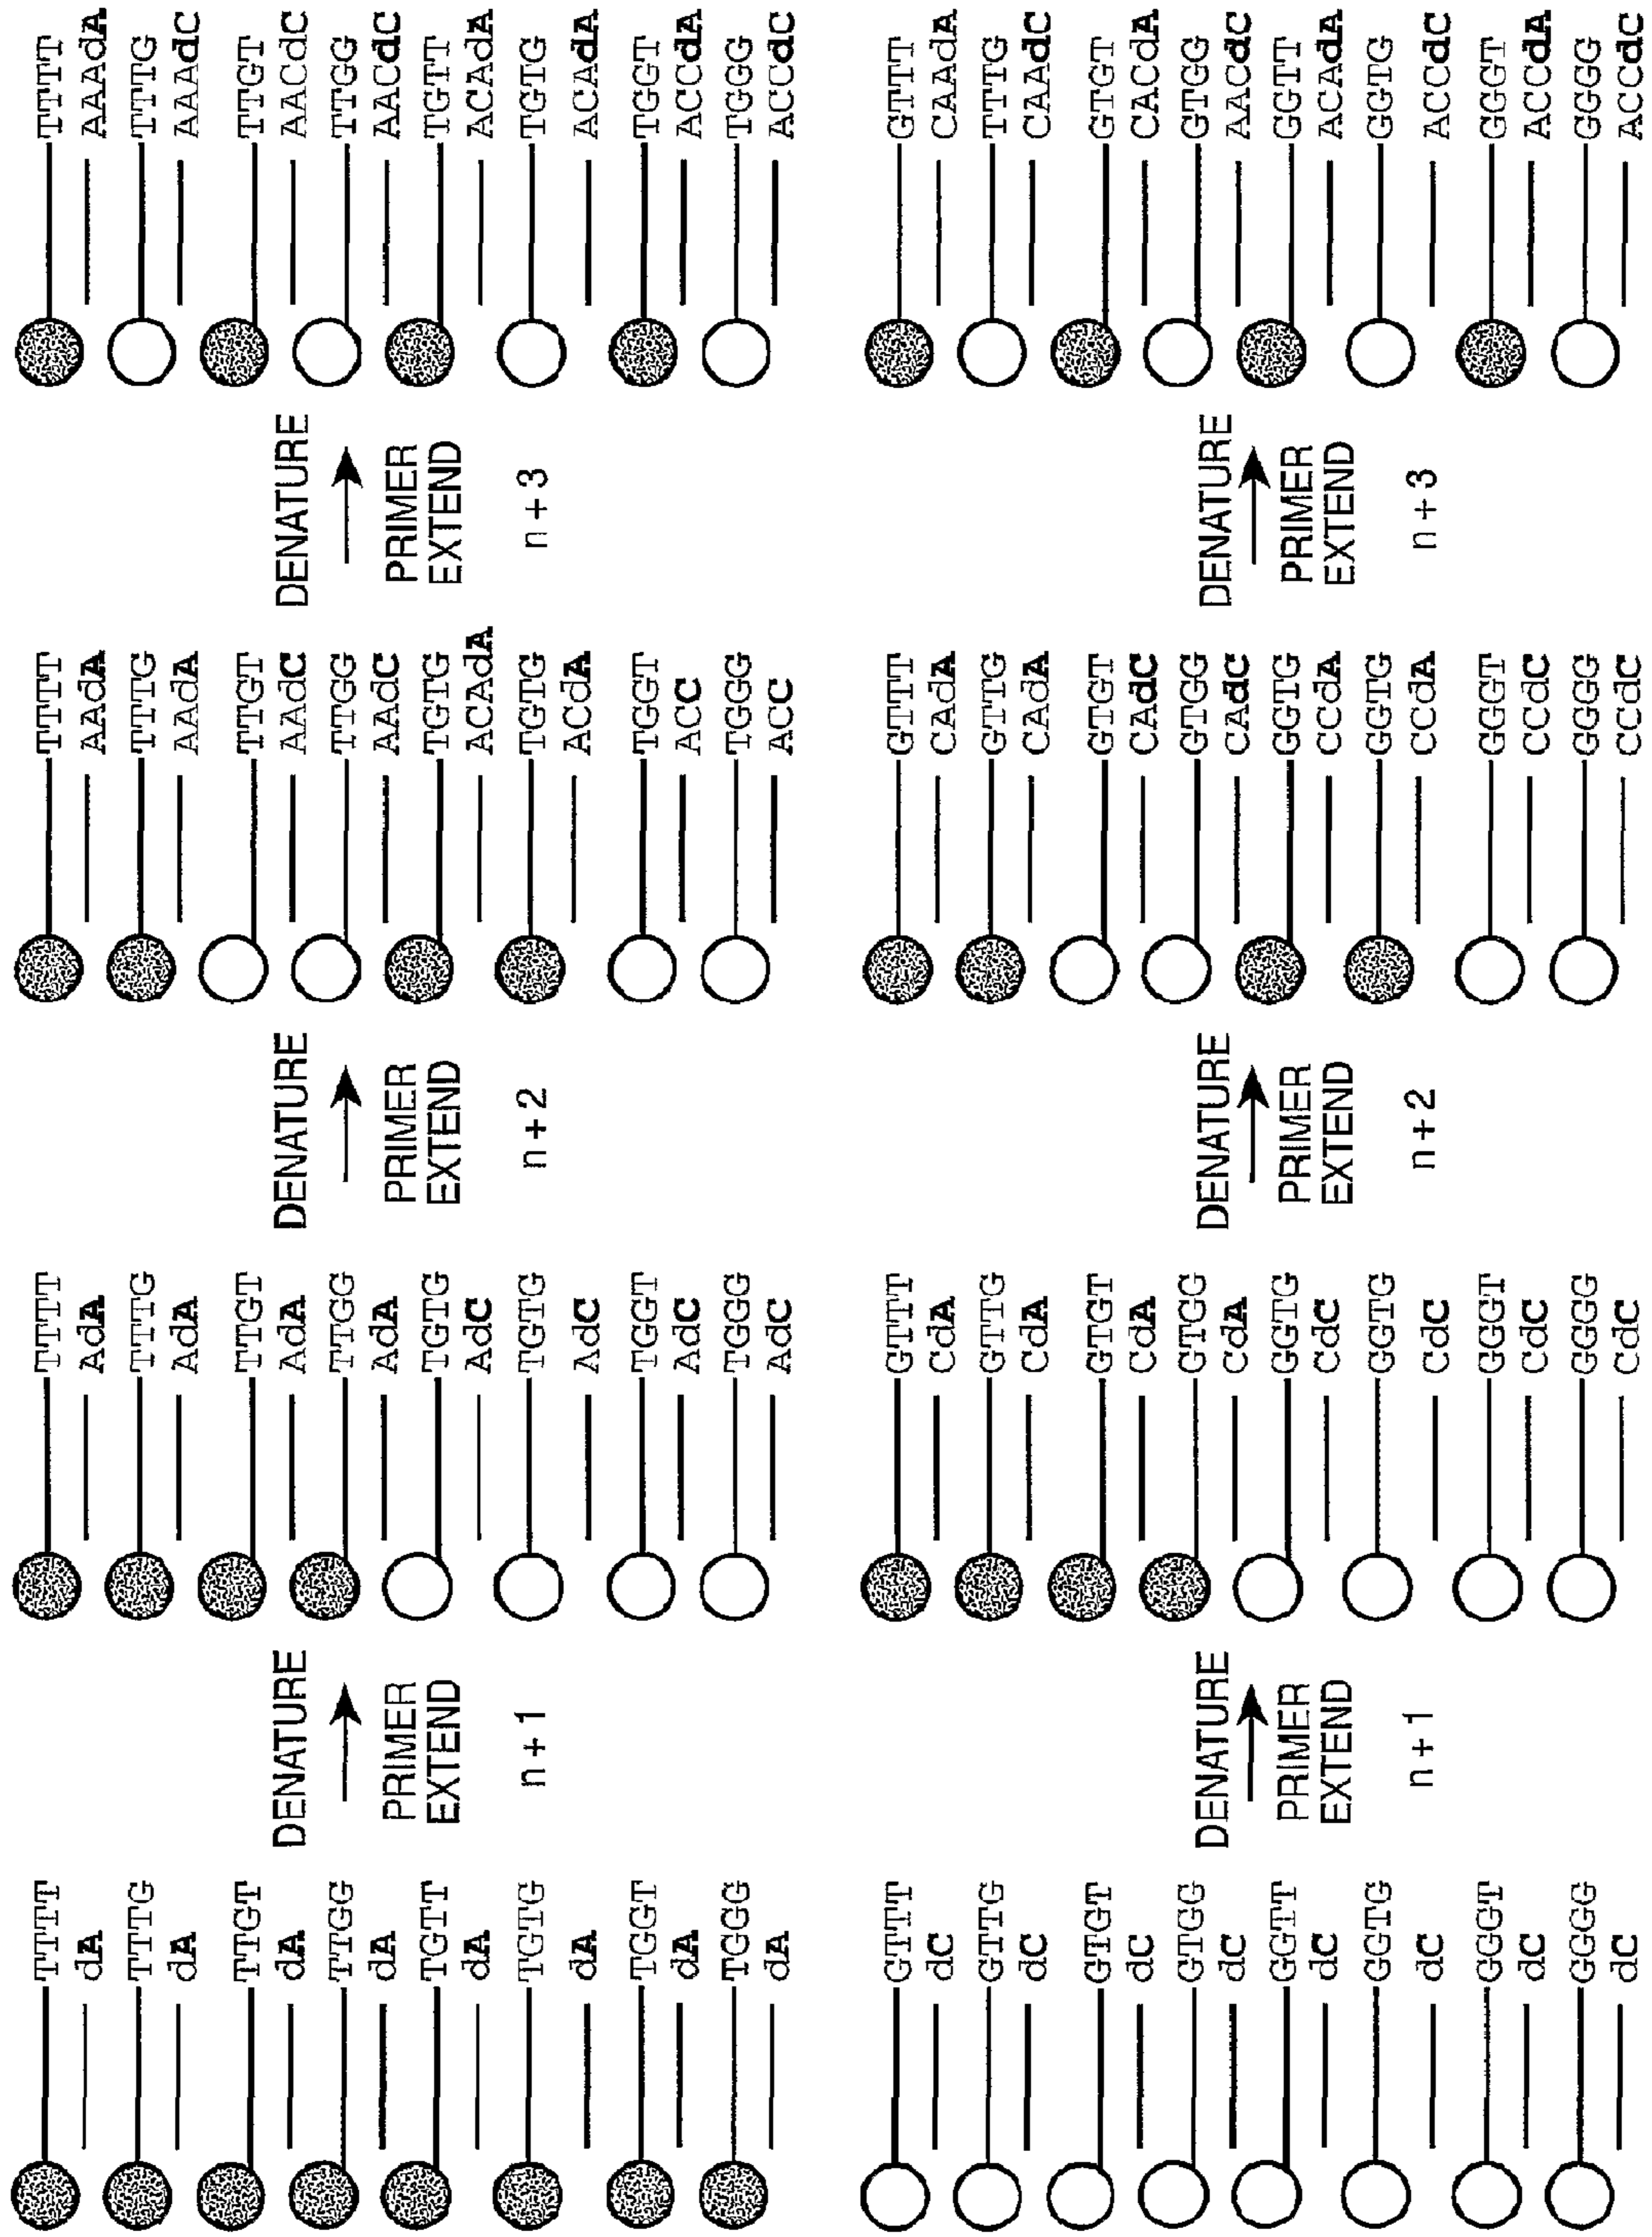 TTTT
dA
TTTG
dA
TTGT
dA
TTGG
dA
TGTT
dA
TGTG
dA
TGGT
dA
TGGG
dA
DENATURE
PRIMER
EXTEND
n + 1
TTTT
AdA
TTTG
AdA
TTGT
AdA
TTGG
AdA
TGTG
AdC
TGTG
AdC
TGGT
AdC
TGGG
AdC
DENATURE
PRIMER
EXTEND
n + 2
TTTT
AAdA
TTTG
AAdA
TTGT
AAdC
TTGG
AAdC
TGTG
ACAdA
TGTG
ACdA
TGGT
ACC
TGGG
ACC
DENATURE
PRIMER
EXTEND
n + 3
TTTT
AAAdA
TTTG
AAAdC
TTGT
AACdC
TTGG
AACdC
TGTT
ACAdA
TGTG
ACAdA
TGGT
ACCdA
TGGG
ACCdC
GTTT
dC
GTTG
dC
GTGT
dC
GTGG
dC
GGTT
dC
GGTG
dC
GGGT
dC
GGGG
dC
DENATURE
PRIMER
EXTEND
n + 1
GTTT
CdA
GTTG
CdA
GTGT
CdA
GTGG
CdA
GGTG
CdC
GGTG
CdC
GGGT
CdC
GGGG
CdC
DENATURE
PRIMER
EXTEND
n + 2
GTTT
CAdA
GTTG
CAdA
GTGT
CAdC
GTGG
CAdC
GGTG
CCdA
GGTG
CCdA
GGGT
CCdC
GGGG
CCdC
DENATURE
PRIMER
EXTEND
n + 3
GTTT
CAAdA
TTTG
CAAdC
GTGT
CACdA
GTGG
AACdC
GGTT
ACAdA
GGTG
ACCdC
GGGT
ACCdA
GGGG
ACCdC